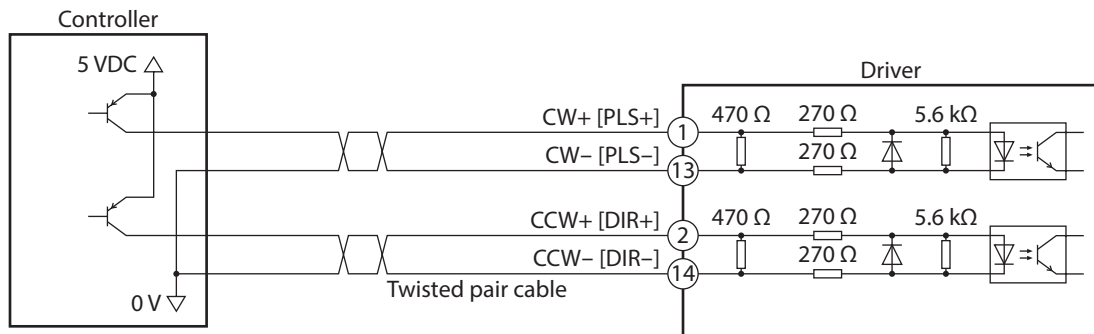 Controller
5 VDC
Driver
CW+ [PLS+]
1
470 Ω
270 Ω
5.6 kΩ
CW– [PLS–]
13
270 Ω
CCW+ [DIR+]
2
470 Ω
270 Ω
5.6 kΩ
CCW– [DIR–]
14
270 Ω
Twisted pair cable
0 V